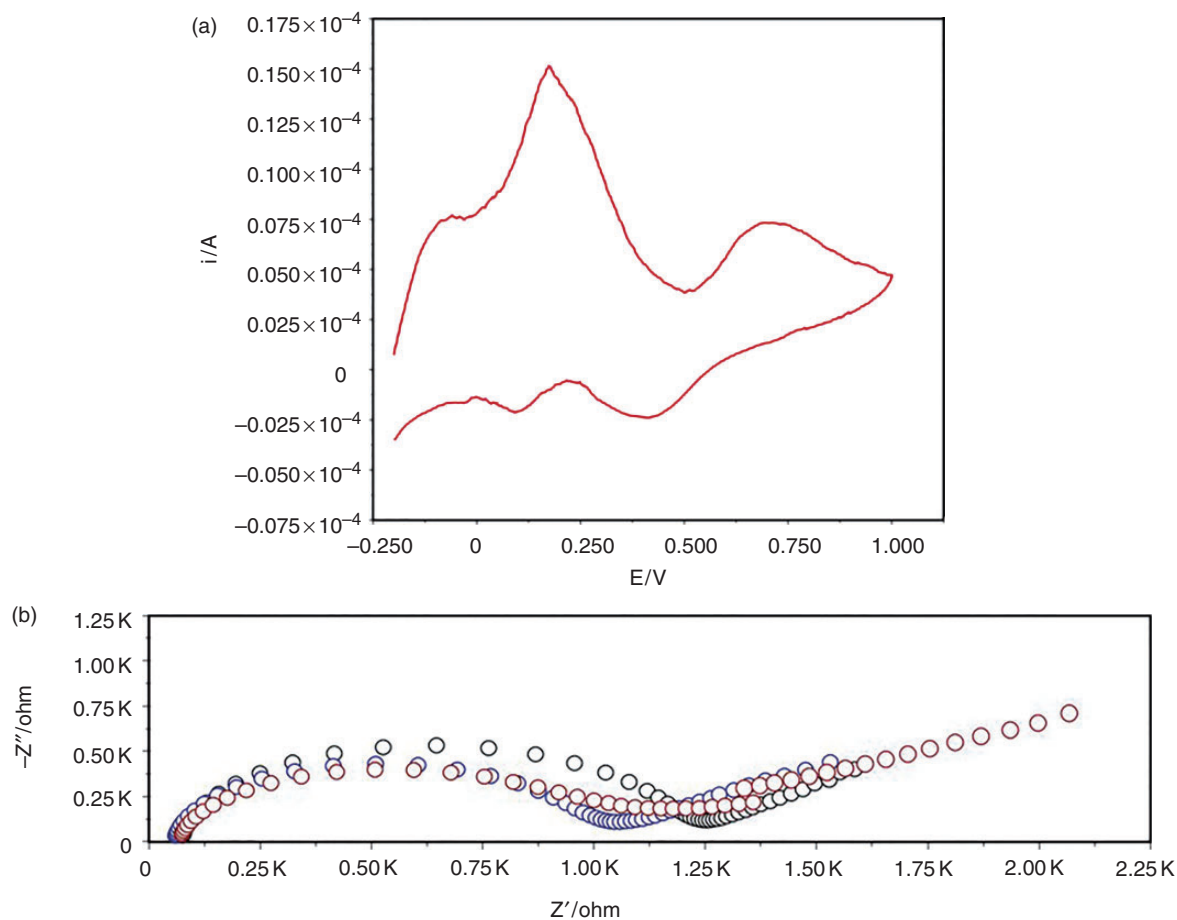 (a)
0.175×10⁻⁴
0.150×10⁻⁴
0.125×10⁻⁴
0.100×10⁻⁴
0.075×10⁻⁴
0.050×10⁻⁴
0.025×10⁻⁴
0
−0.025×10⁻⁴
−0.050×10⁻⁴
−0.075×10⁻⁴
i/A
−0.250 0 0.250 0.500 0.750 1.000
E/V
(b)
1.25 K
1.00 K
0.75 K
0.50 K
0.25 K
0
−Z″/ohm
0 0.25 K 0.50 K 0.75 K 1.00 K 1.25 K 1.50 K 1.75 K 2.00 K 2.25 K
Z′/ohm